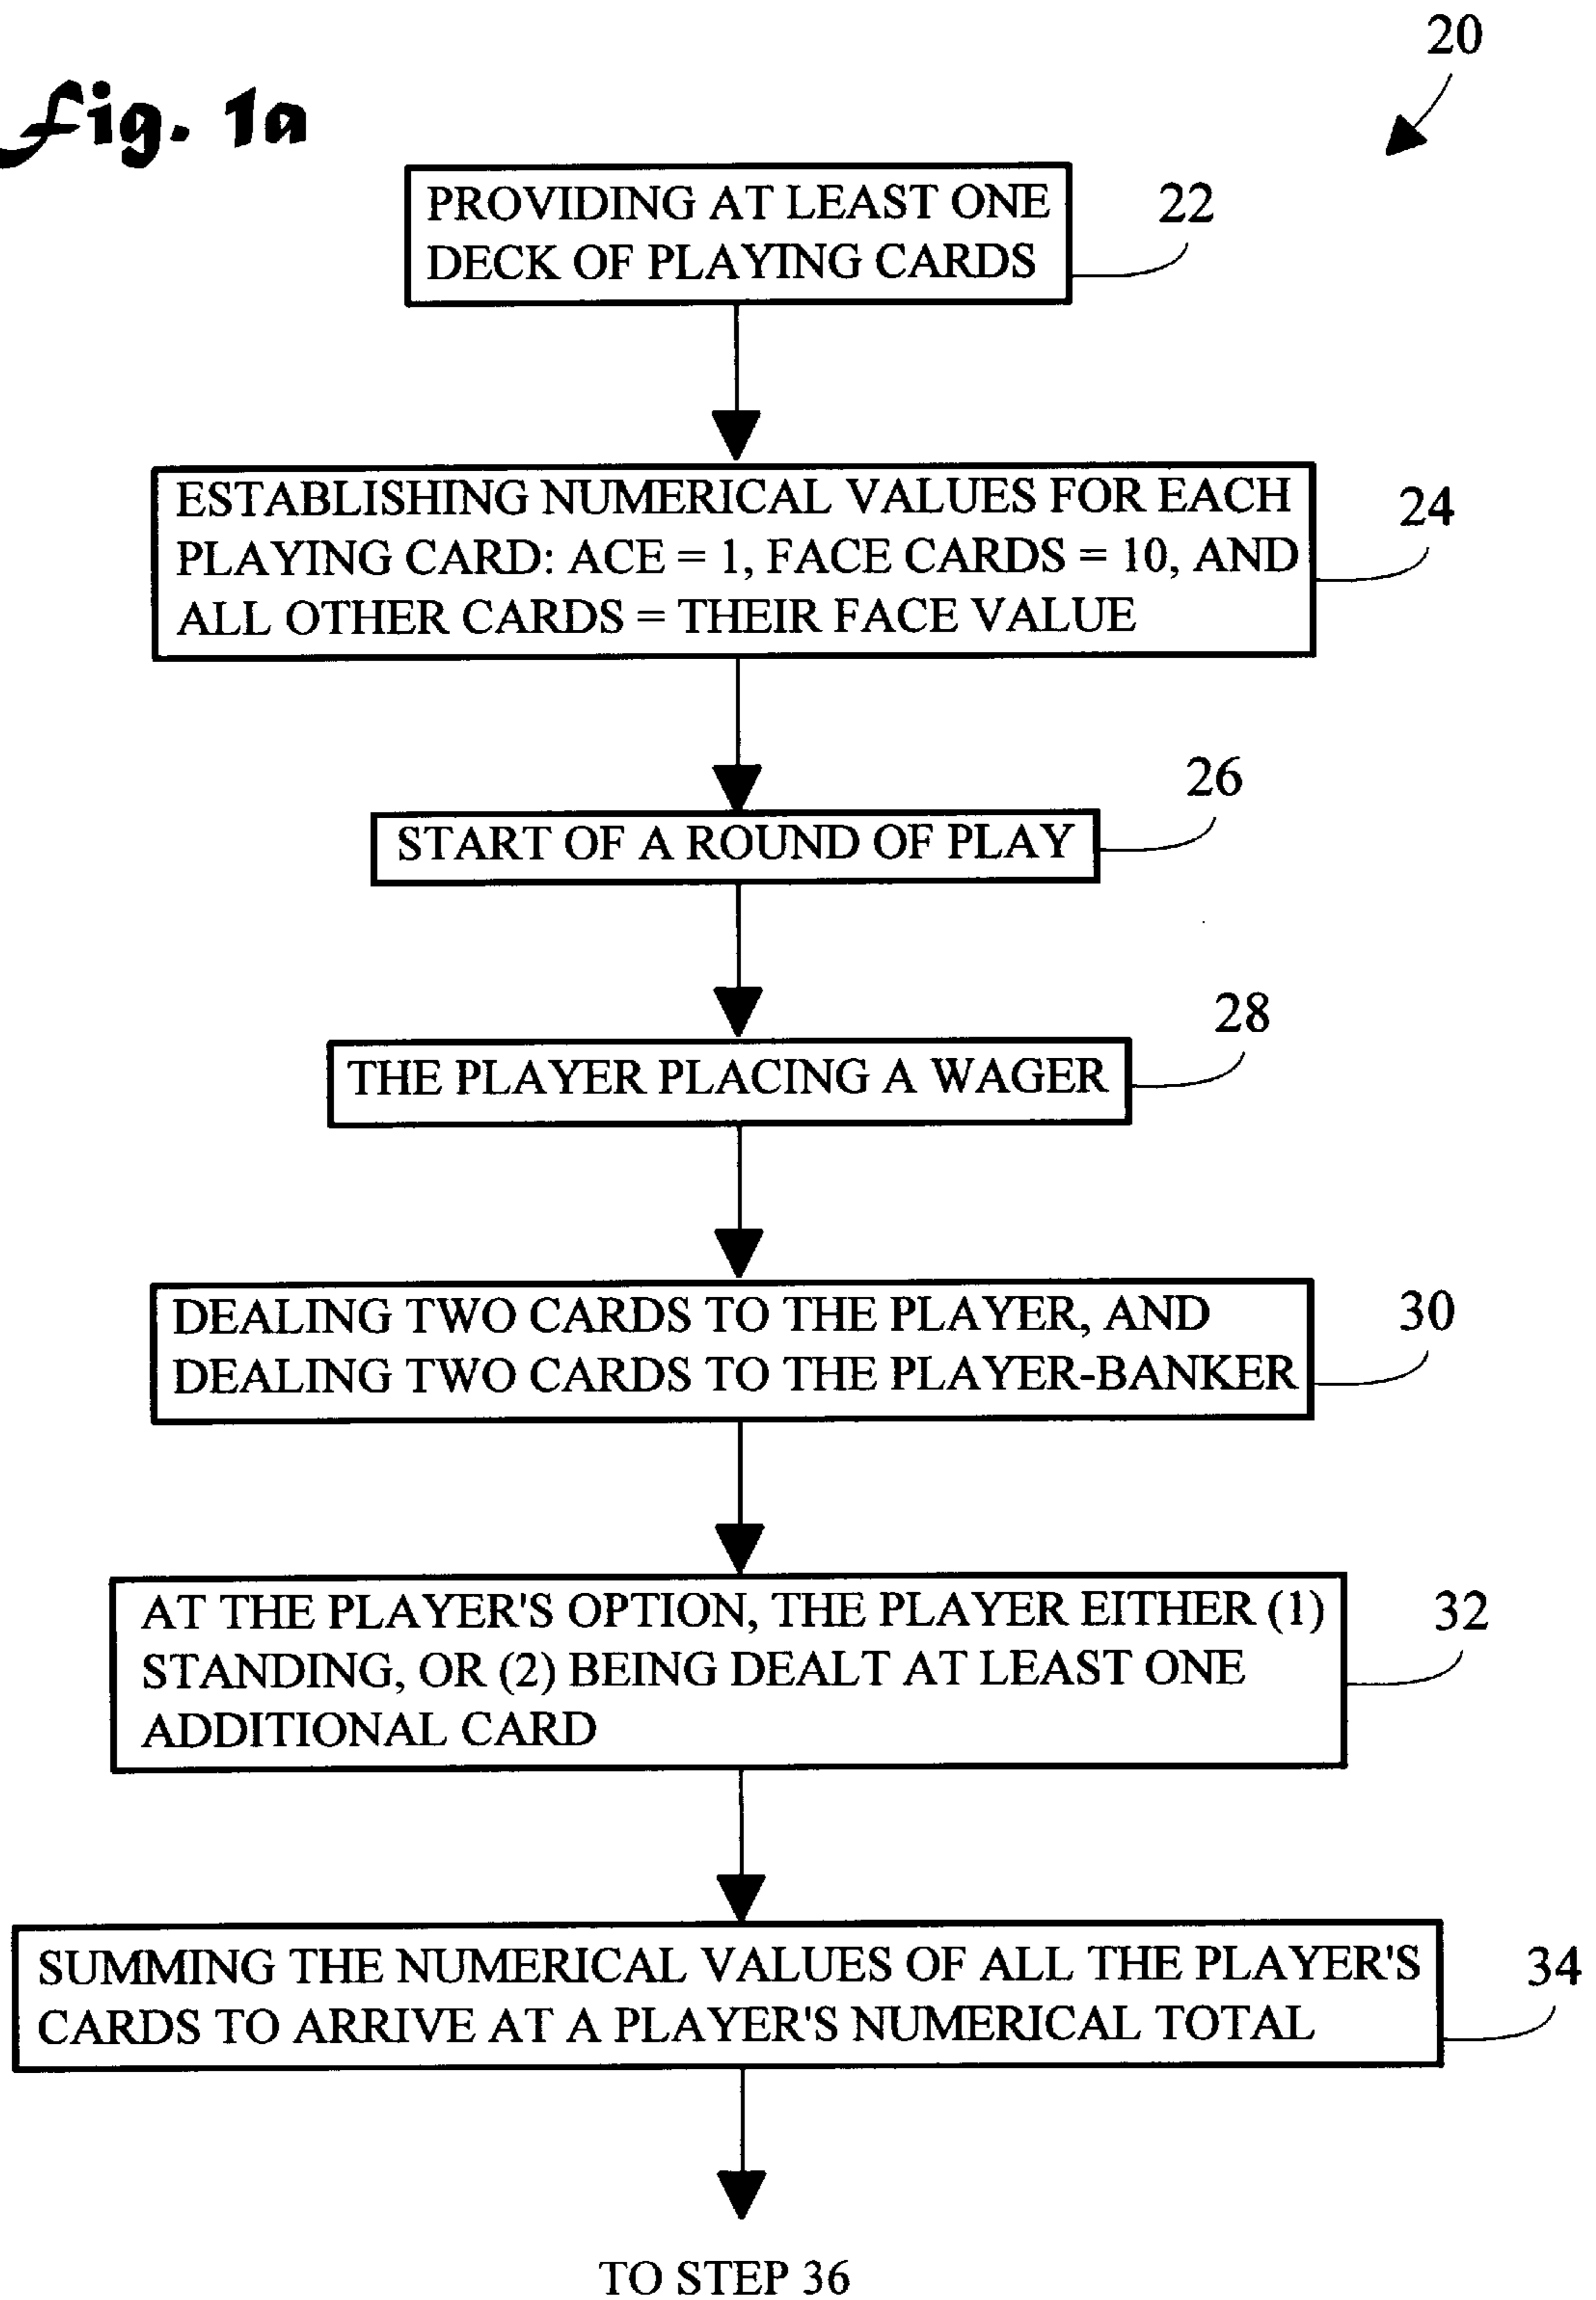 20
Fig. 1a
PROVIDING AT LEAST ONE
DECK OF PLAYING CARDS
22
ESTABLISHING NUMERICAL VALUES FOR EACH
PLAYING CARD: ACE = 1, FACE CARDS = 10, AND
ALL OTHER CARDS = THEIR FACE VALUE
24
START OF A ROUND OF PLAY
26
THE PLAYER PLACING A WAGER
28
DEALING TWO CARDS TO THE PLAYER, AND
DEALING TWO CARDS TO THE PLAYER-BANKER
30
AT THE PLAYER'S OPTION, THE PLAYER EITHER (1)
STANDING, OR (2) BEING DEALT AT LEAST ONE
ADDITIONAL CARD
32
SUMMING THE NUMERICAL VALUES OF ALL THE PLAYER'S
CARDS TO ARRIVE AT A PLAYER'S NUMERICAL TOTAL
34
TO STEP 36